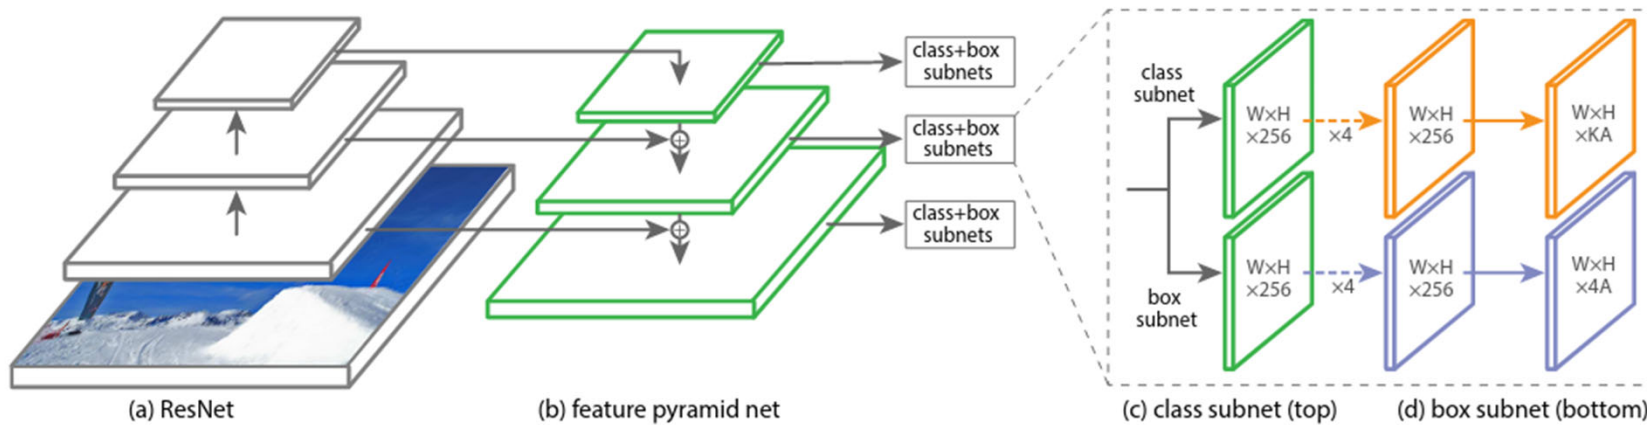 class+box
subnets
class+box
subnets
class+box
subnets
class
subnet
box
subnet
W×H
×256
×4
W×H
×256
W×H
×KA
W×H
×256
×4
W×H
×256
W×H
×4A
(a) ResNet
(b) feature pyramid net
(c) class subnet (top)
(d) box subnet (bottom)